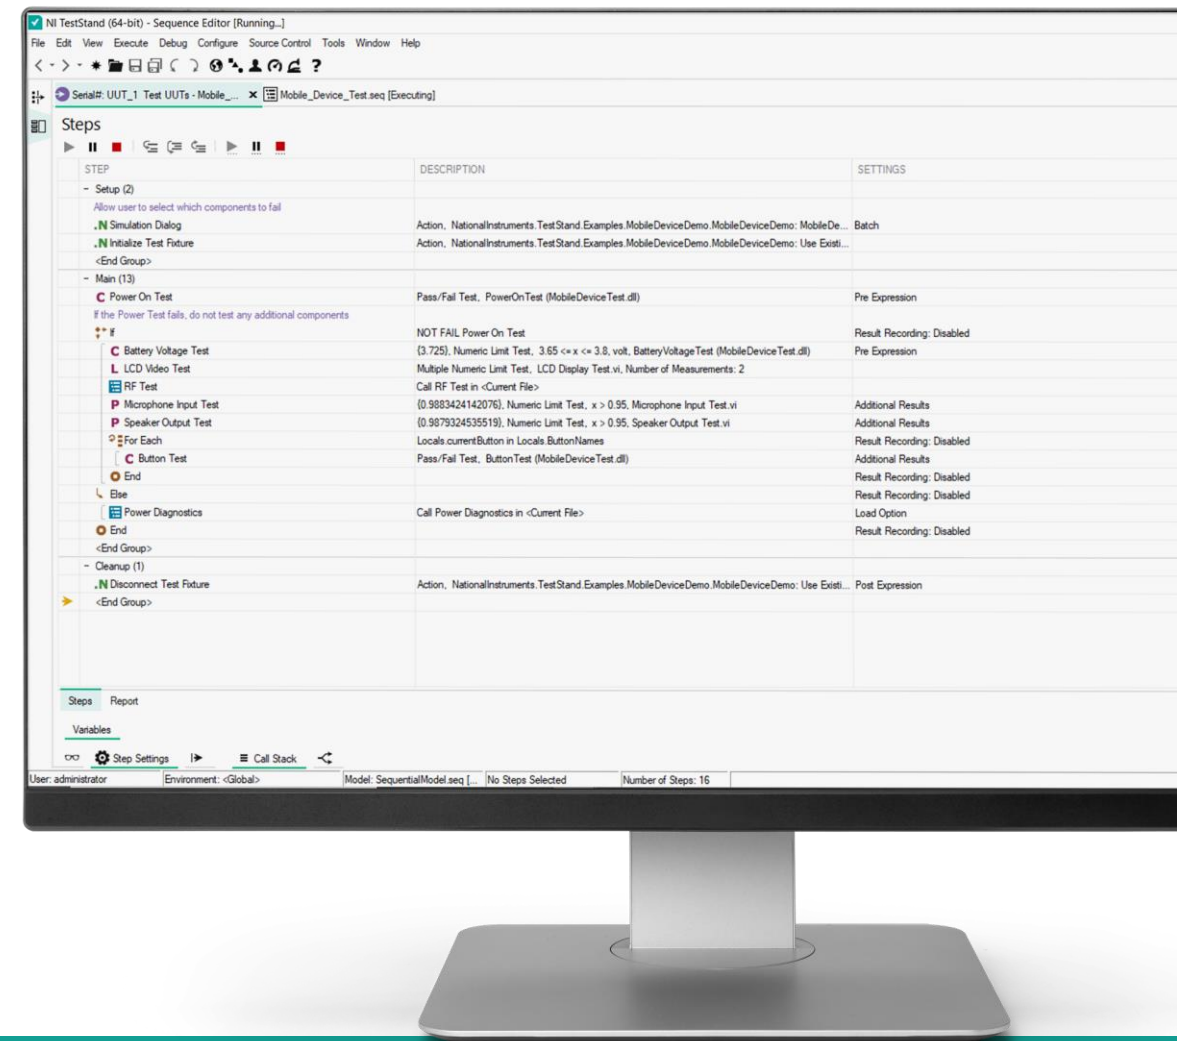 NI TestStand (64-bit) - Sequence Editor [Running...]
File Edit View Execute Debug Configure Source Control Tools Window Help
Serial#: UUT_1 Test UUTs - Mobile_... Mobile_Device_Test.seq [Executing]
Steps
STEP DESCRIPTION SETTINGS
- Setup (2)
Allow user to select which components to fail
Simulation Dialog Action, NationalInstruments.TestStand.Examples.MobileDeviceDemo.MobileDeviceDemo: MobileDe... Batch
Initialize Test Fixture Action, NationalInstruments.TestStand.Examples.MobileDeviceDemo.MobileDeviceDemo: Use Existi...
<End Group>
- Main (13)
Power On Test Pass/Fail Test, PowerOnTest (MobileDeviceTest.dll) Pre Expression
If the Power Test fails, do not test any additional components
If NOT FAIL Power On Test Result Recording: Disabled
Battery Voltage Test {3.725}, Numeric Limit Test, 3.65 <= x <= 3.8, volt, BatteryVoltageTest (MobileDeviceTest.dll) Pre Expression
LCD Video Test Multiple Numeric Limit Test, LCD Display Test.vi, Number of Measurements: 2
RF Test Call RF Test in <Current File>
Microphone Input Test {0.9883424142076}, Numeric Limit Test, x > 0.95, Microphone Input Test.vi Additional Results
Speaker Output Test {0.9879324535519}, Numeric Limit Test, x > 0.95, Speaker Output Test.vi Additional Results
For Each Locals.currentButton in Locals.ButtonNames Result Recording: Disabled
Button Test Pass/Fail Test, ButtonTest (MobileDeviceTest.dll) Additional Results
End Result Recording: Disabled
Else Result Recording: Disabled
Power Diagnostics Call Power Diagnostics in <Current File> Load Option
End Result Recording: Disabled
<End Group>
- Cleanup (1)
Disconnect Test Fixture Action, NationalInstruments.TestStand.Examples.MobileDeviceDemo.MobileDeviceDemo: Use Existi... Post Expression
<End Group>
Steps Report
Variables
Step Settings Call Stack
User: administrator Environment: <Global> Model: SequentialModel.seq [... No Steps Selected Number of Steps: 16